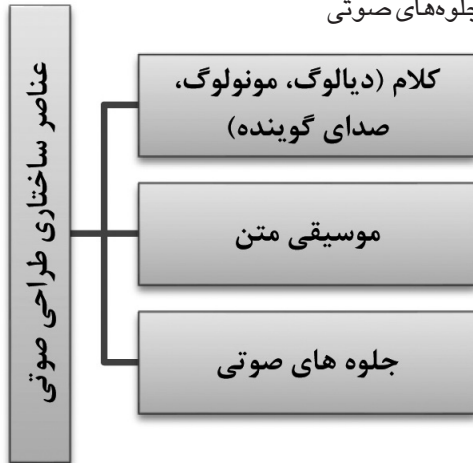 جلوه‌های صوتی
عناصر ساختاری طراحی صوتی
کلام (دیالوگ، مونولوگ،
صدای گوینده)
موسیقی متن
جلوه های صوتی